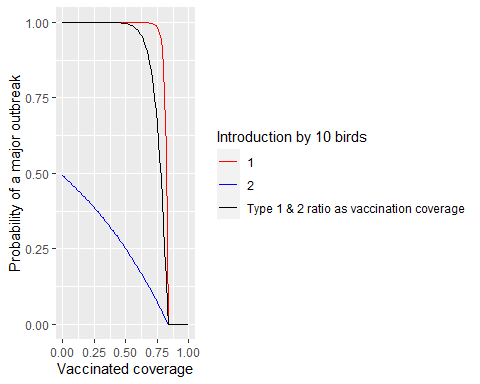 1.00
0.75
0.50
0.25
0.00
Probability of a major outbreak
0.00 0.25 0.50 0.75 1.00
Vaccinated coverage
Introduction by 10 birds
1
2
Type 1 & 2 ratio as vaccination coverage